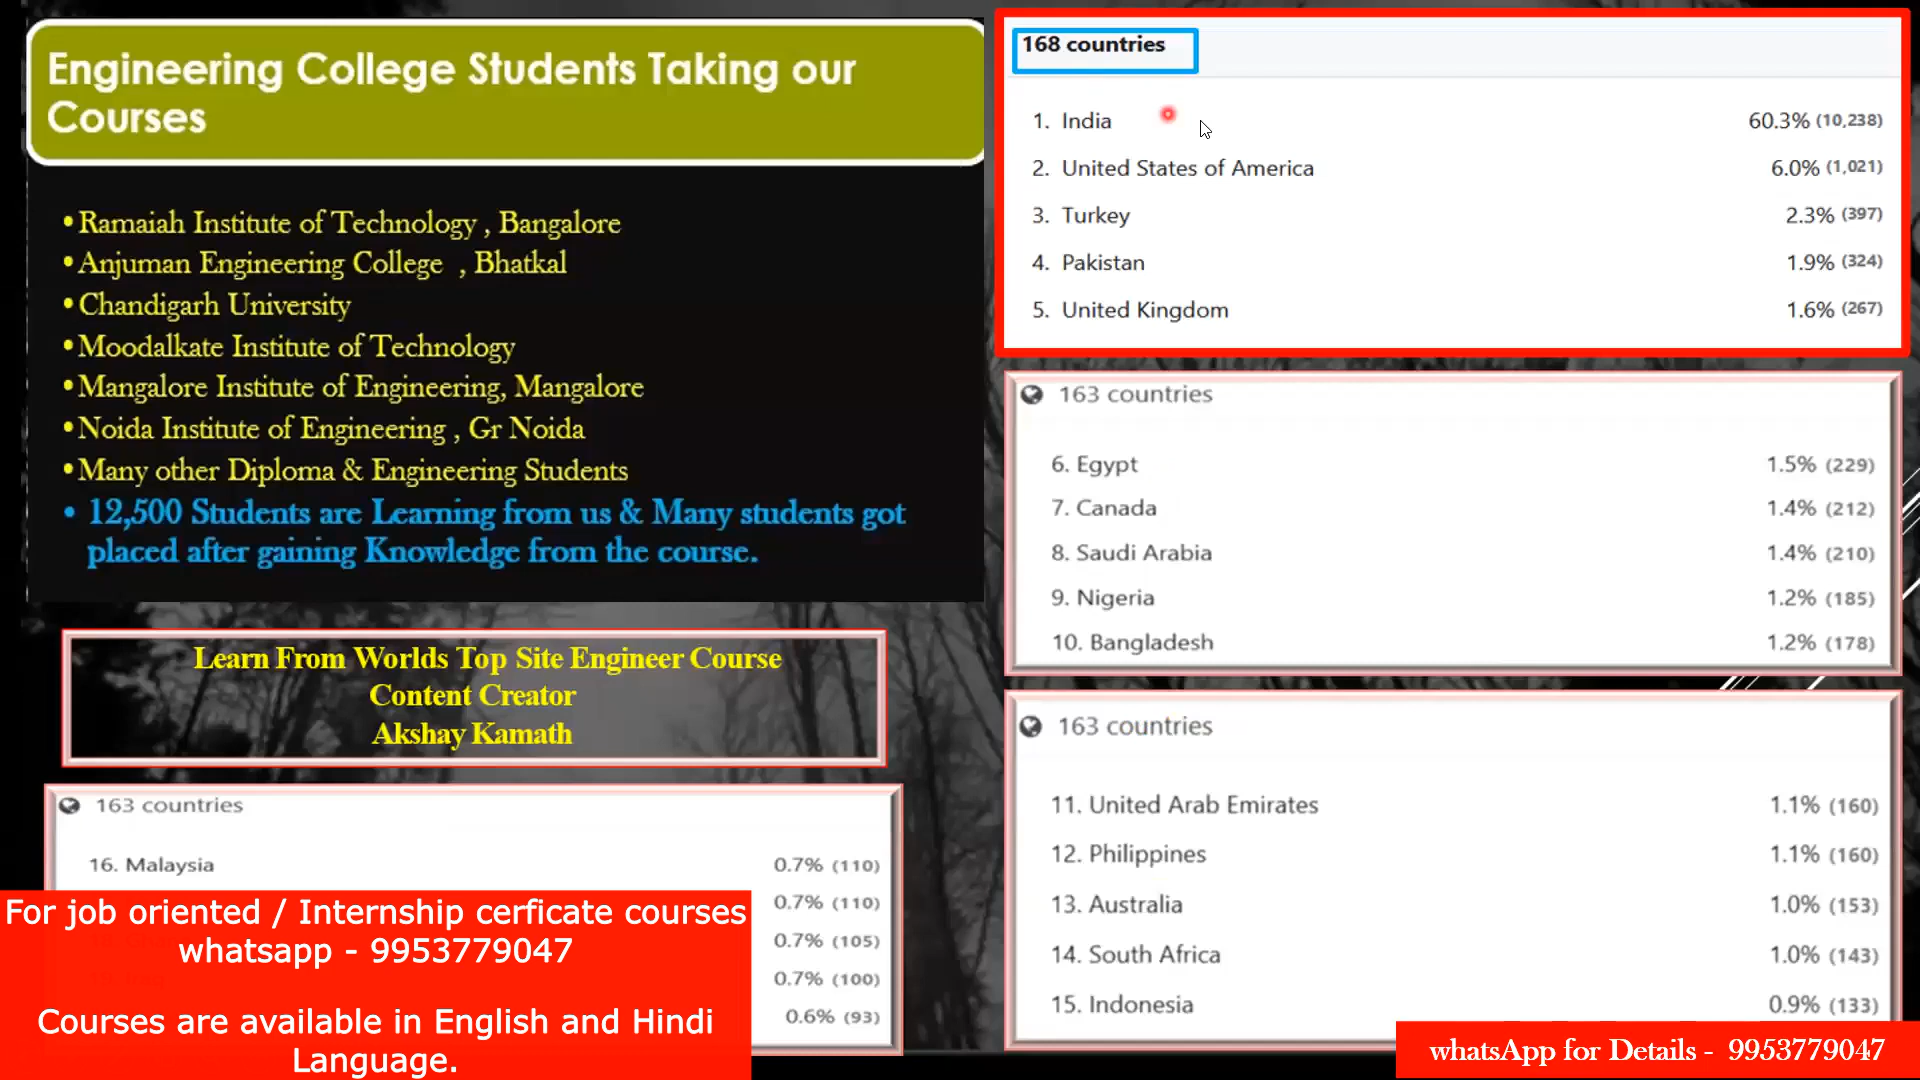 Engineering College Students Taking our
Courses
• Ramaiah Institute of Technology , Bangalore
• Anjuman Engineering College , Bhatkal
• Chandigarh University
• Moodalkate Institute of Technology
• Mangalore Institute of Engineering, Mangalore
• Noida Institute of Engineering , Gr Noida
• Many other Diploma & Engineering Students
• 12,500 Students are Learning from us & Many students got
placed after gaining Knowledge from the course.
Learn From Worlds Top Site Engineer Course
Content Creator
Akshay Kamath
163 countries
16. Malaysia 0.7% (110)
0.7% (110)
0.7% (105)
0.7% (100)
0.6% (93)
For job oriented / Internship cerficate courses
whatsapp - 9953779047
Courses are available in English and Hindi
Language.
168 countries
1. India 60.3% (10,238)
2. United States of America 6.0% (1,021)
3. Turkey 2.3% (397)
4. Pakistan 1.9% (324)
5. United Kingdom 1.6% (267)
163 countries
6. Egypt 1.5% (229)
7. Canada 1.4% (212)
8. Saudi Arabia 1.4% (210)
9. Nigeria 1.2% (185)
10. Bangladesh 1.2% (178)
163 countries
11. United Arab Emirates 1.1% (160)
12. Philippines 1.1% (160)
13. Australia 1.0% (153)
14. South Africa 1.0% (143)
15. Indonesia 0.9% (133)
whatsApp for Details - 9953779047